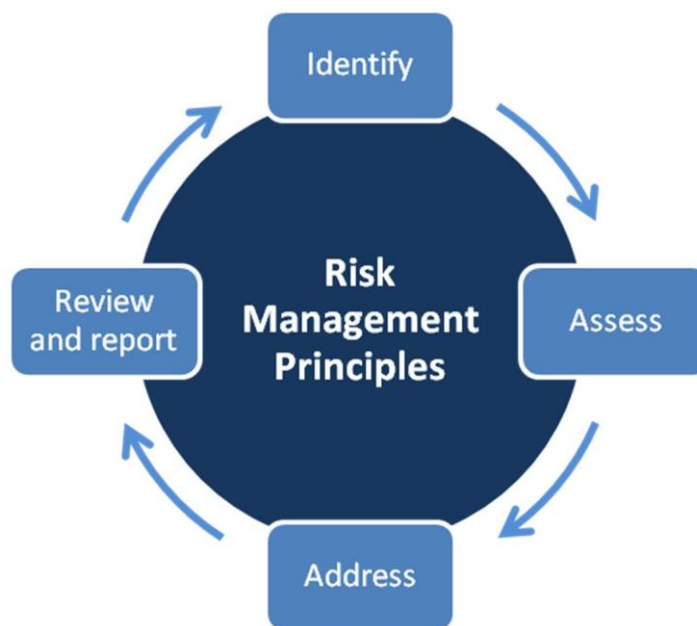 Identify
Risk
Management
Principles
Assess
Address
Review
and report